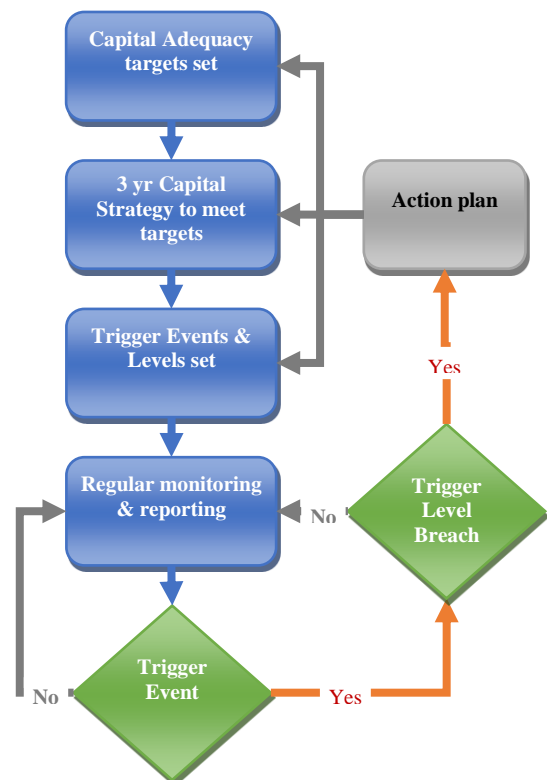 Capital Adequacy
targets set
3 yr Capital
Strategy to meet
targets
Action plan
Trigger Events &
Levels set
Yes
Regular monitoring
& reporting
Trigger
Level
Breach
No
Trigger
Event
No
Yes